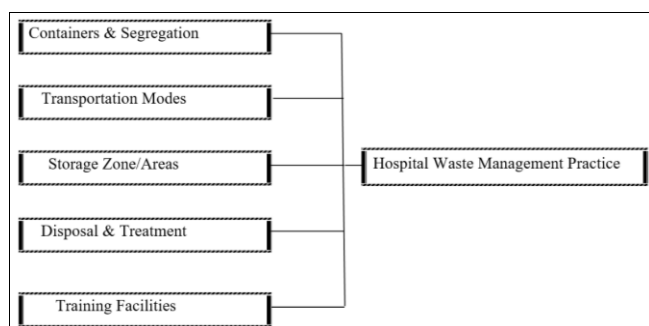 Containers & Segregation
Transportation Modes
Storage Zone/Areas
Hospital Waste Management Practice
Disposal & Treatment
Training Facilities